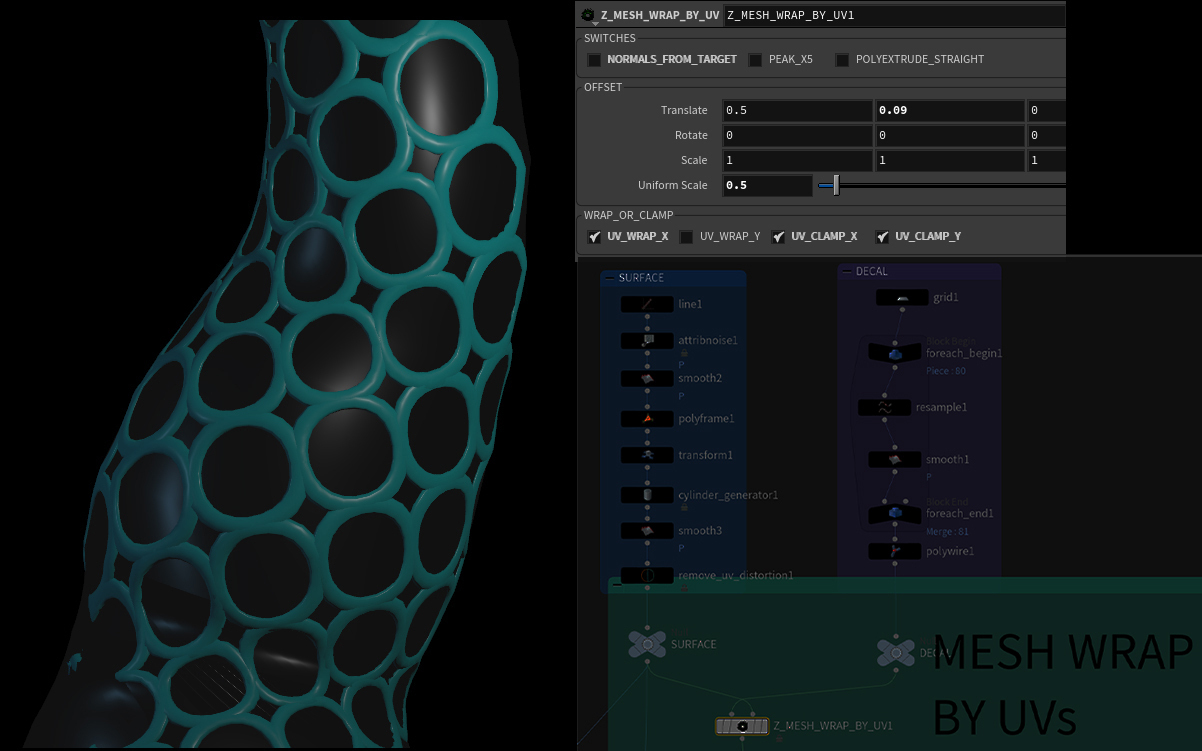 Z_MESH_WRAP_BY_UV Z_MESH_WRAP_BY_UV1
SWITCHES
NORMALS_FROM_TARGET PEAK_X5 POLYEXTRUDE_STRAIGHT
OFFSET
Translate 0.5 0.09 0
Rotate 0 0 0
Scale 1 1 1
Uniform Scale 0.5
WRAP_OR_CLAMP
UV_WRAP_X UV_WRAP_Y UV_CLAMP_X UV_CLAMP_Y
SURFACE
line1
attribnoise1
P
smooth2
P
polyframe1
transform1
cylinder_generator1
smooth3
P
remove_uv_distortion1
DECAL
grid1
Block Begin
foreach_begin1
Piece : 80
resample1
smooth1
P
Block End
foreach_end1
Merge : 81
polywire1
SURFACE
DECAL
MESH WRAP
BY UVs
Z_MESH_WRAP_BY_UV1